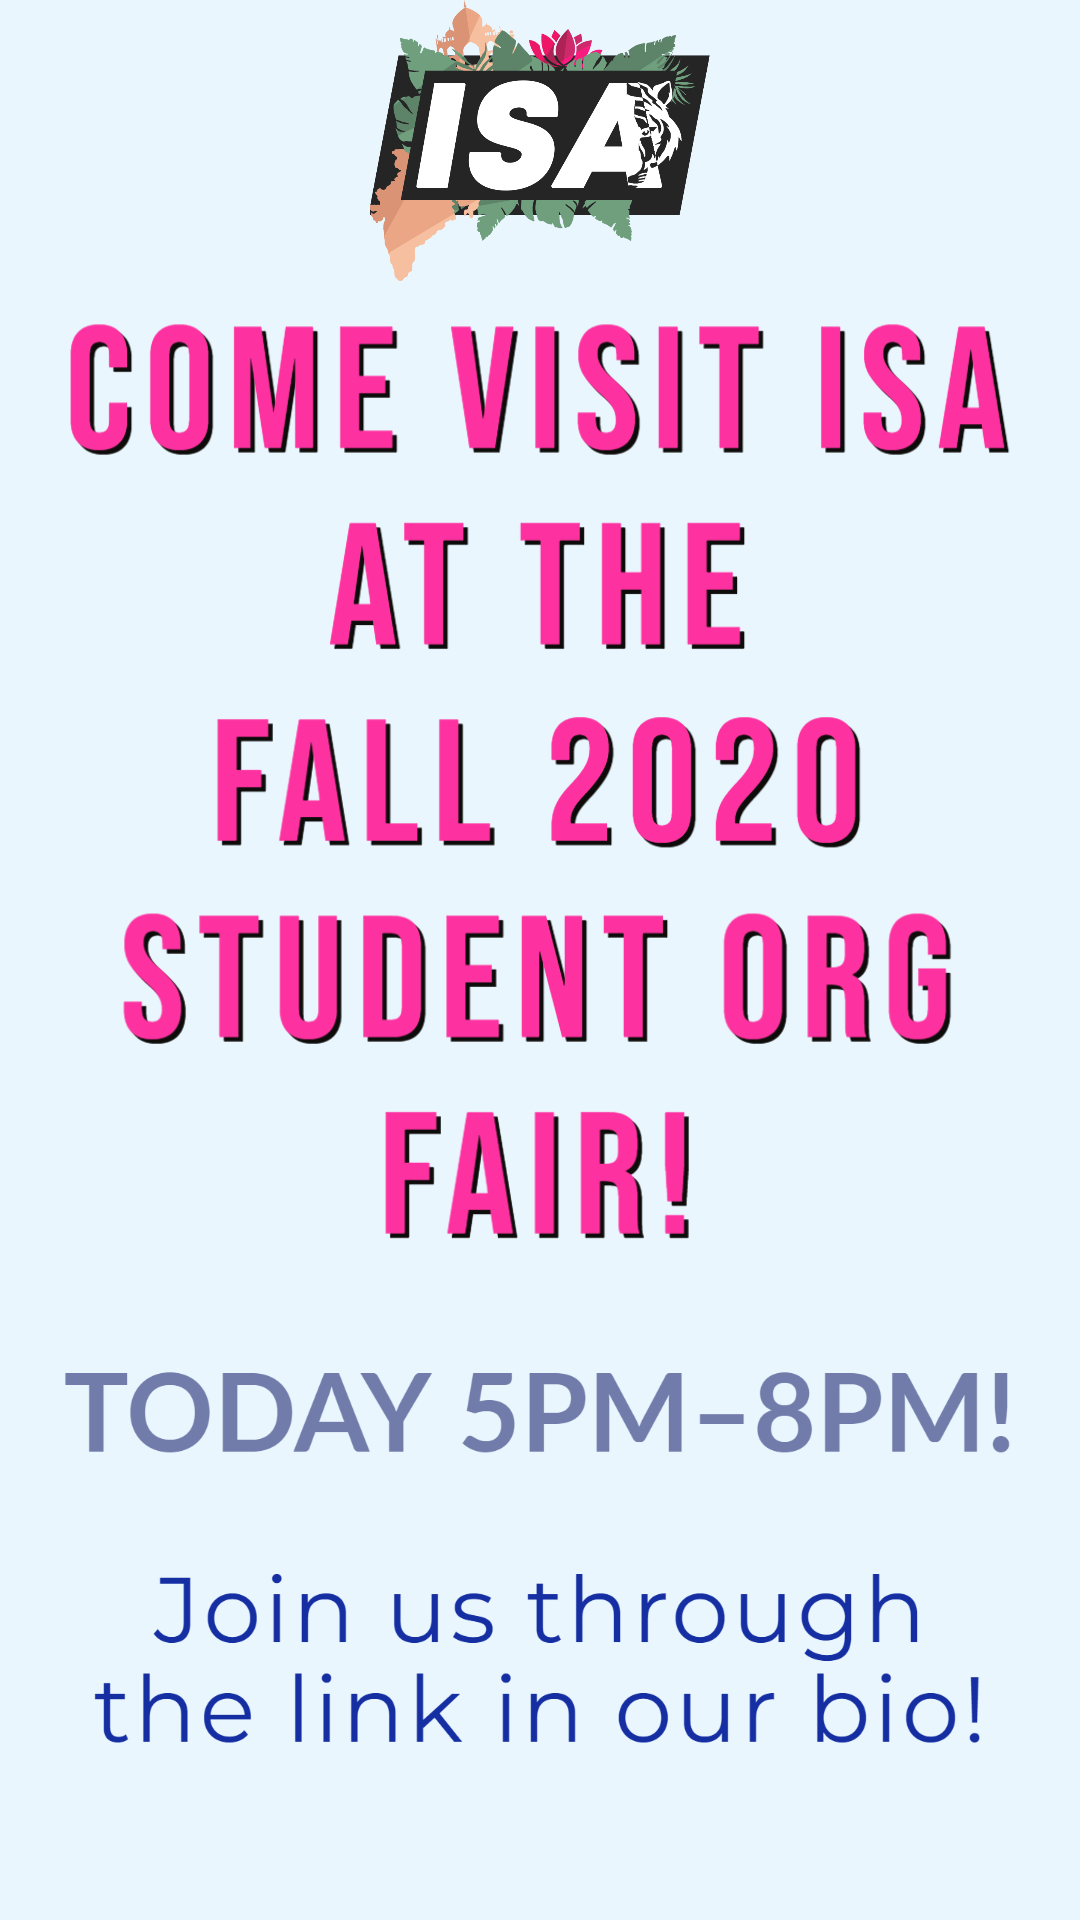 ISA
COME VISIT ISA
AT THE
FALL 2020
STUDENT ORG
FAIR!
TODAY 5PM–8PM!
Join us through
the link in our bio!